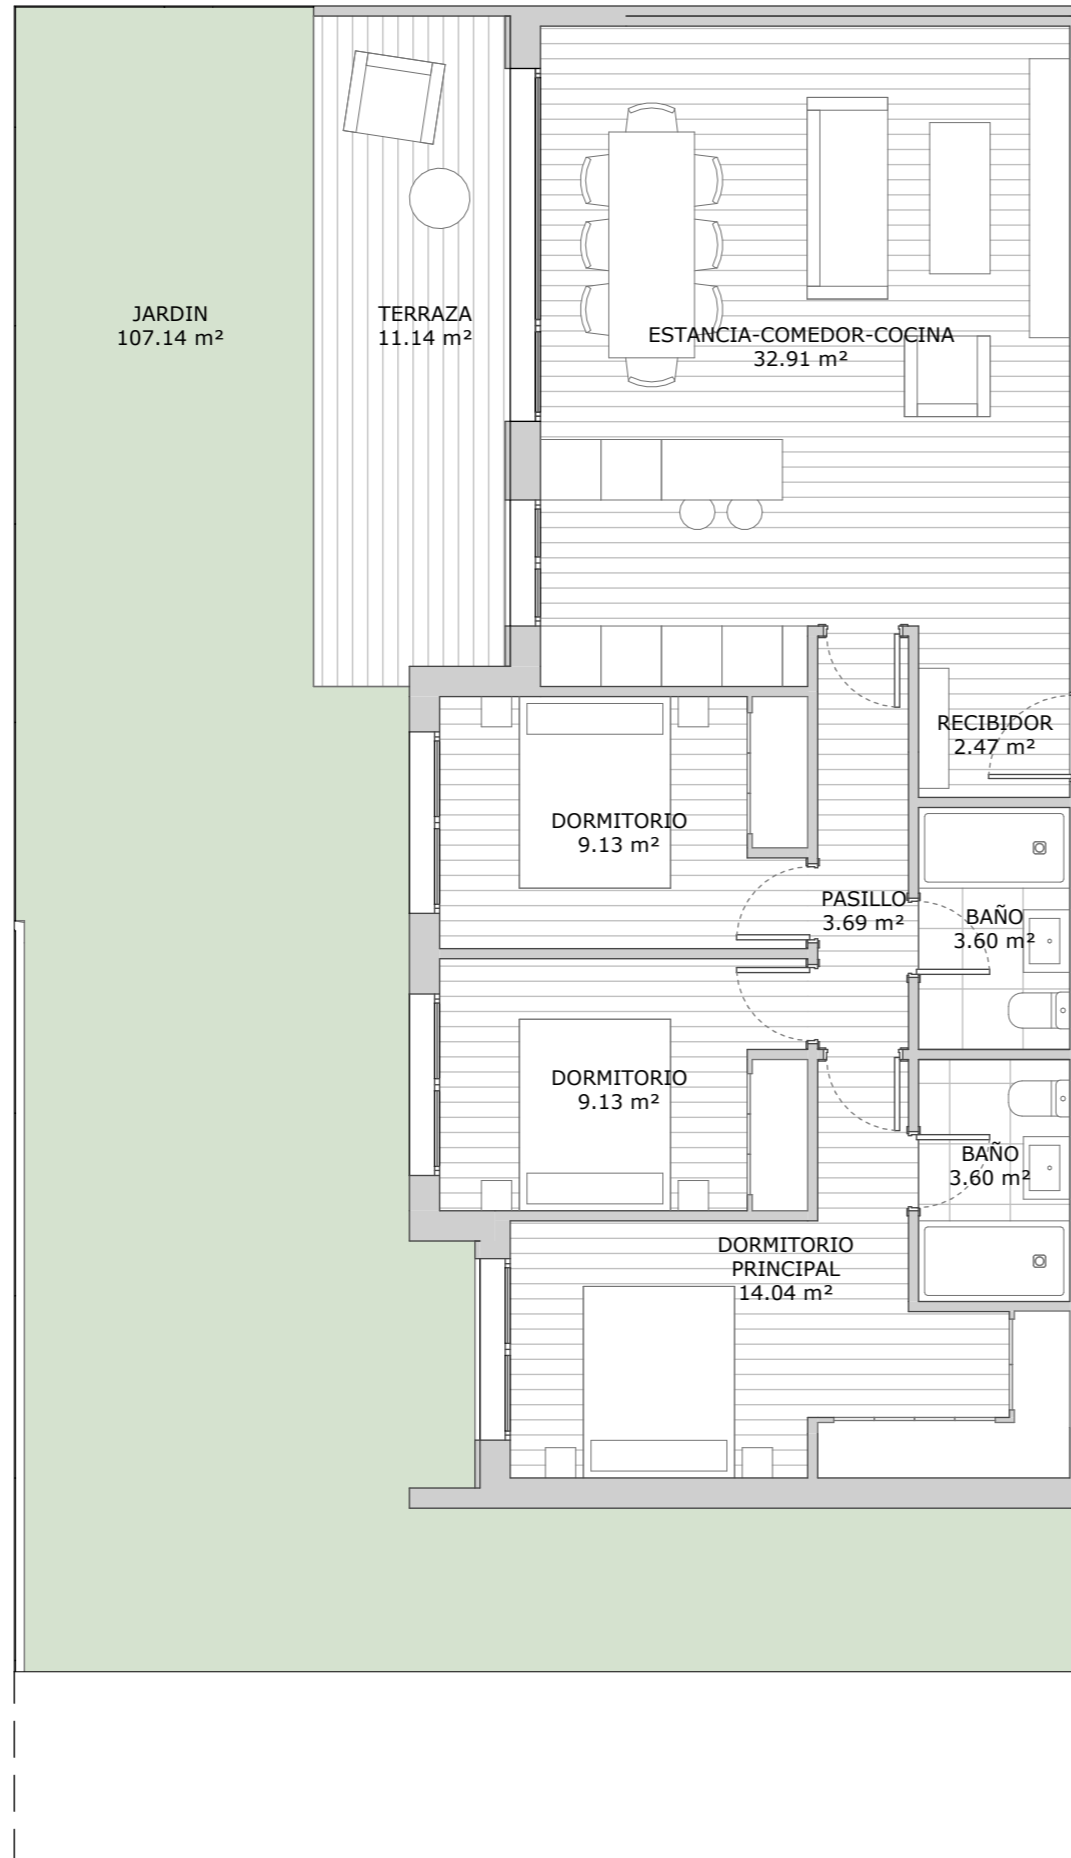 JARDIN
107.14 m²
TERRAZA
11.14 m²
ESTANCIA-COMEDOR-COCINA
32.91 m²
RECIBIDOR
2.47 m²
DORMITORIO
9.13 m²
PASILLO
3.69 m²
BAÑO
3.60 m²
DORMITORIO
9.13 m²
BAÑO
3.60 m²
DORMITORIO
PRINCIPAL
14.04 m²